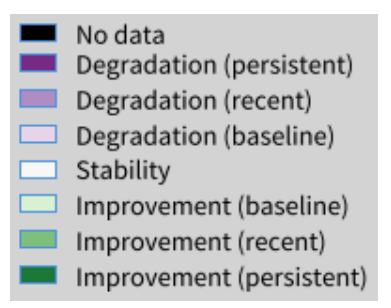 No data
Degradation (persistent)
Degradation (recent)
Degradation (baseline)
Stability
Improvement (baseline)
Improvement (recent)
Improvement (persistent)